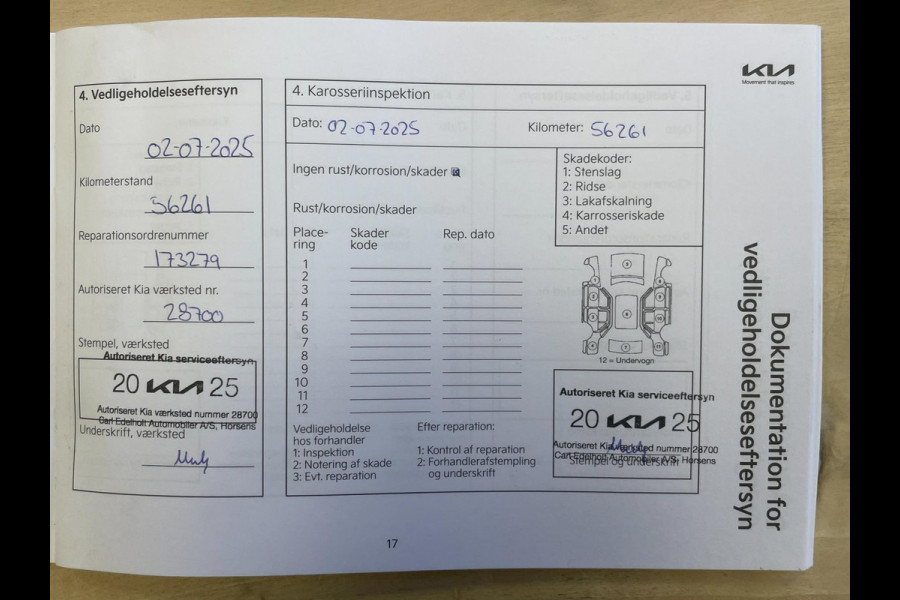 KIA
Movement that inspires
Dokumentation for
vedligeholdelseseftersyn
4. Vedligeholdelseseftersyn
Dato
02-07-2025
Kilometerstand
56261
Reparationsordrenummer
173279
Autoriseret Kia værksted nr.
28700
Stempel, værksted
Autoriseret Kia serviceeftersyn
20 KIA 25
Autoriseret Kia værksted nummer 28700
Carl Edelholt Automobiler A/S, Horsens
Underskrift, værksted
4. Karosseriinspektion
Dato: 02-07-2025 Kilometer: 56261
Ingen rust/korrosion/skader
Rust/korrosion/skader
Skadekoder:
1: Stenslag
2: Ridse
3: Lakafskalning
4: Karrosseriskade
5: Andet
Place-
ring
Skader
kode
Rep. dato
1
2
3
4
5
6
7
8
9
10
11
12
12 = Undervogn
Vedligeholdelse
hos forhandler
1: Inspektion
2: Notering af skade
3: Evt. reparation
Efter reparation:
1: Kontrol af reparation
2: Forhandlerafstempling
og underskrift
Autoriseret Kia serviceeftersyn
20 KIA 25
Autoriseret Kia værksted nummer 28700
Carl Edelholt Automobiler A/S, Horsens
Stempel og underskrift
17